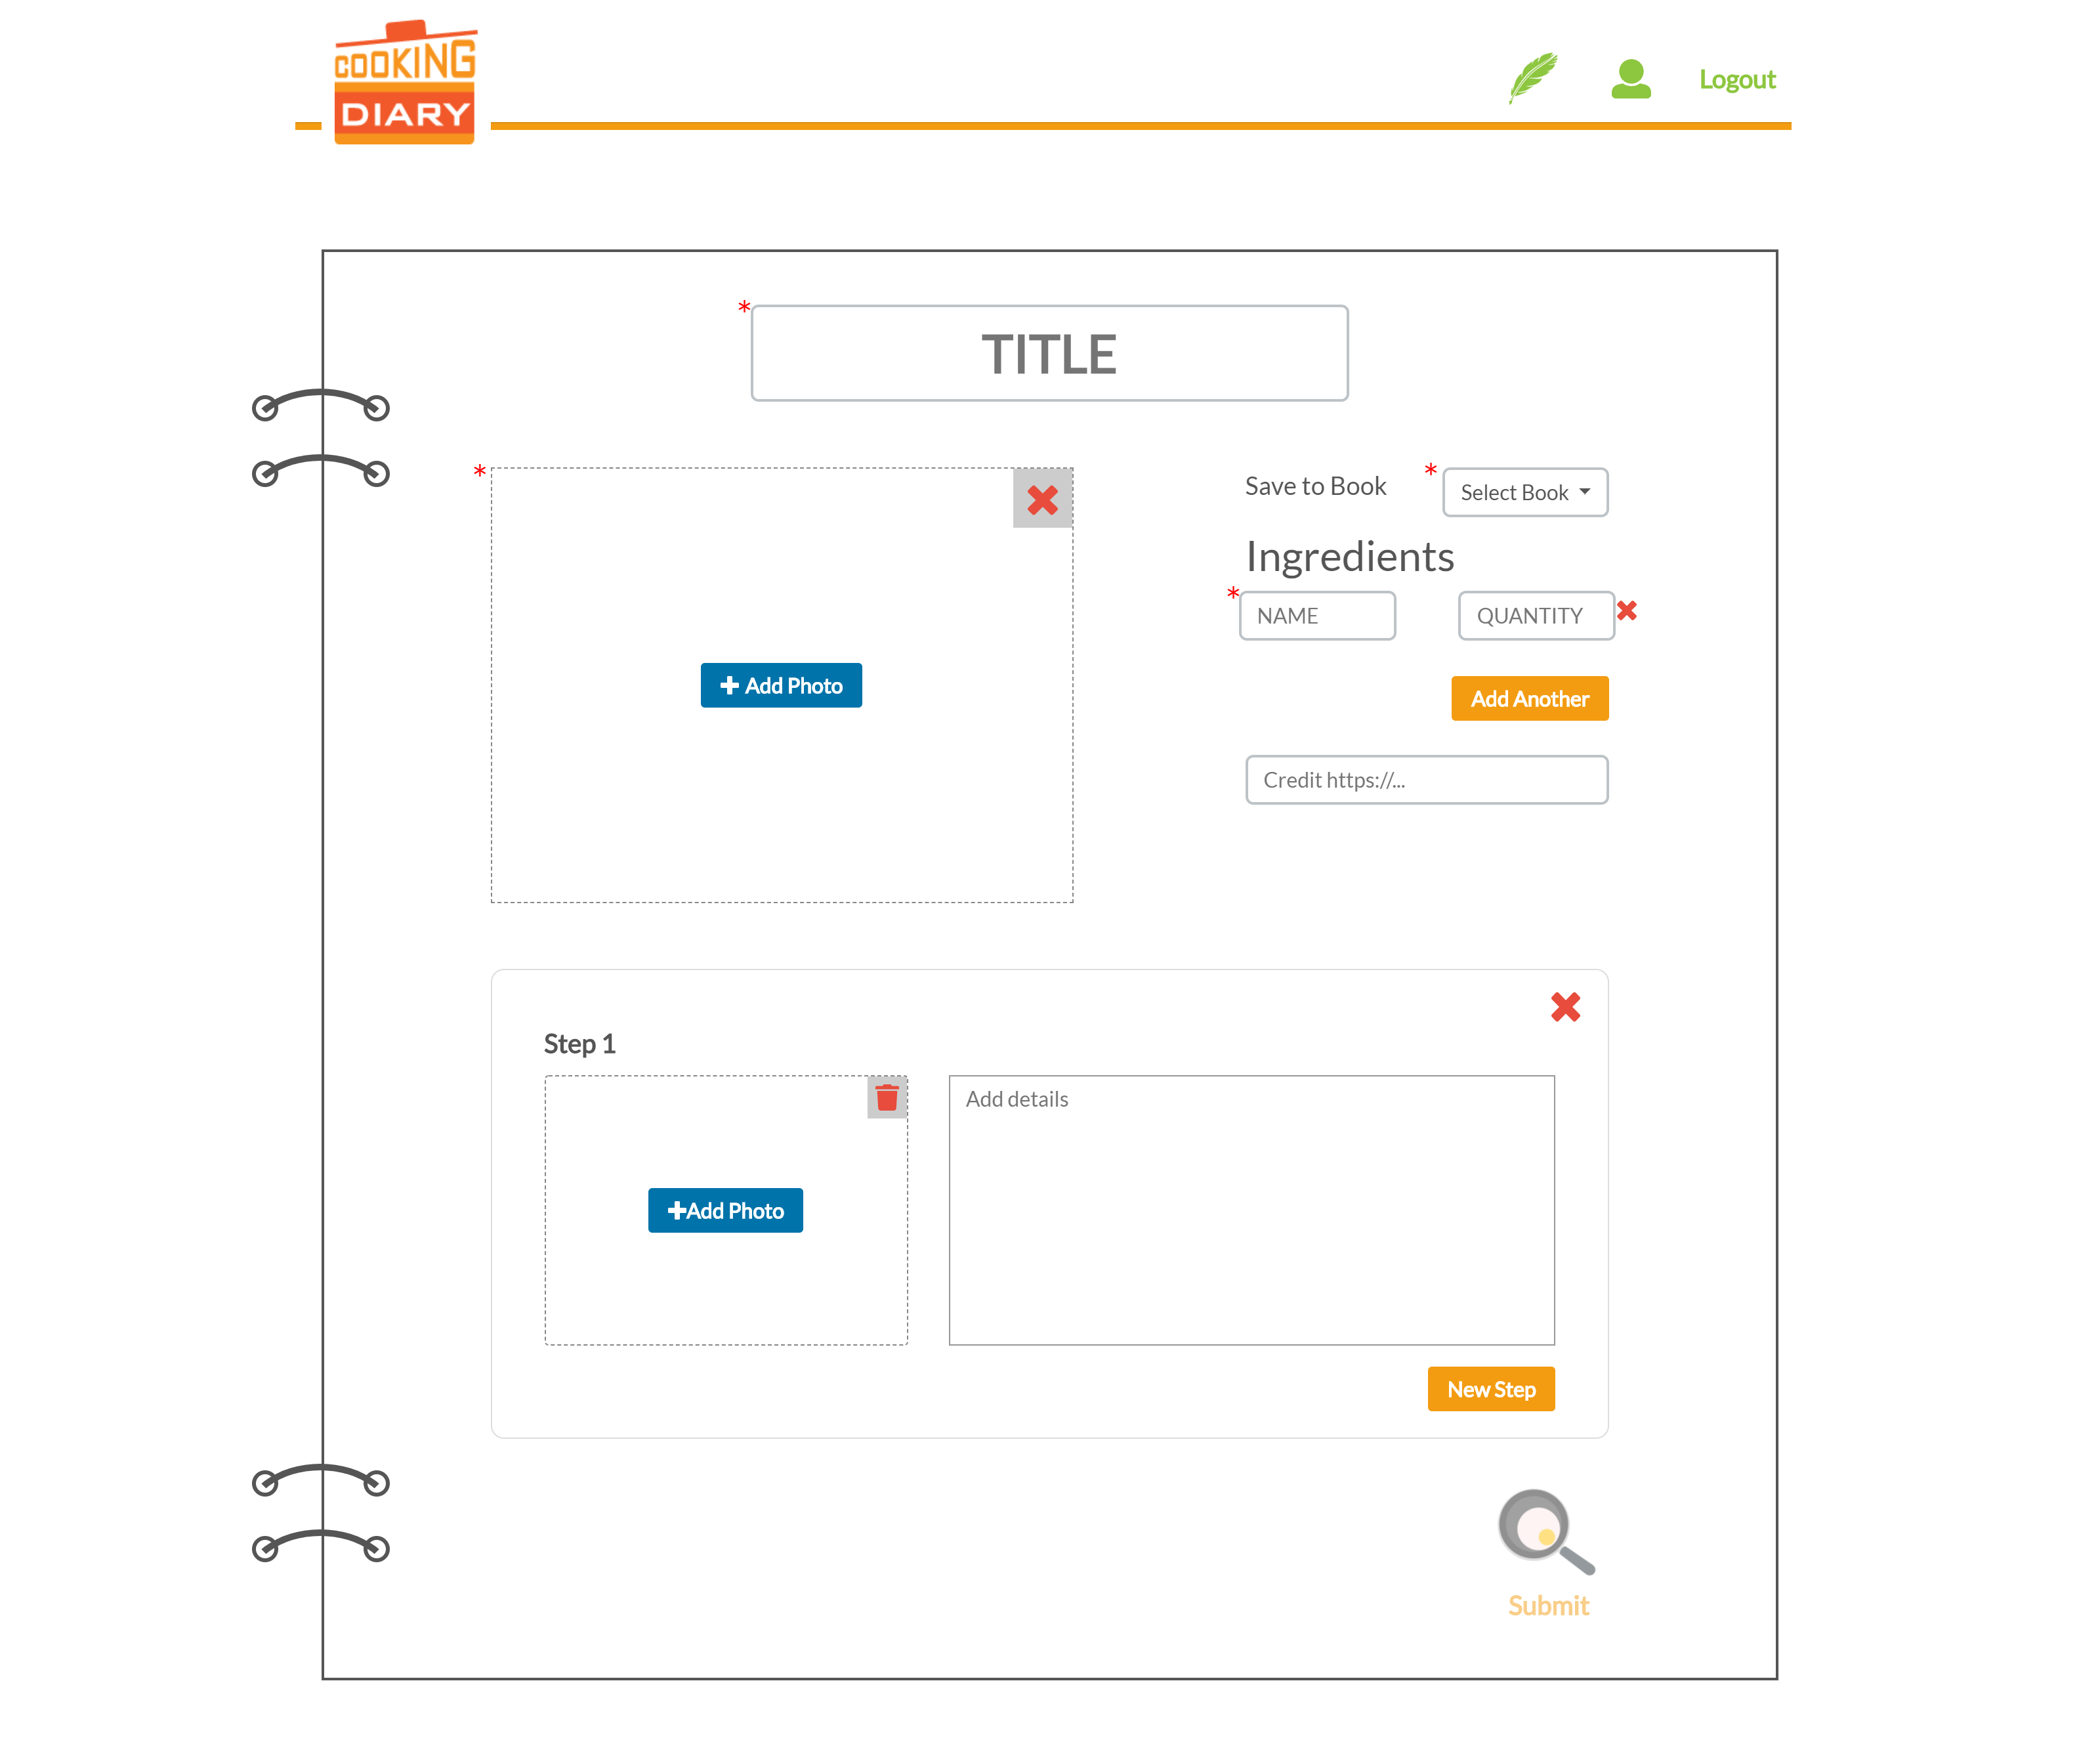 COOKING
DIARY
Logout
*
TITLE
*
Save to Book
*
Select Book
Ingredients
*
NAME
QUANTITY
Add Photo
Add Another
Credit https://...
Step 1
Add details
Add Photo
New Step
Submit